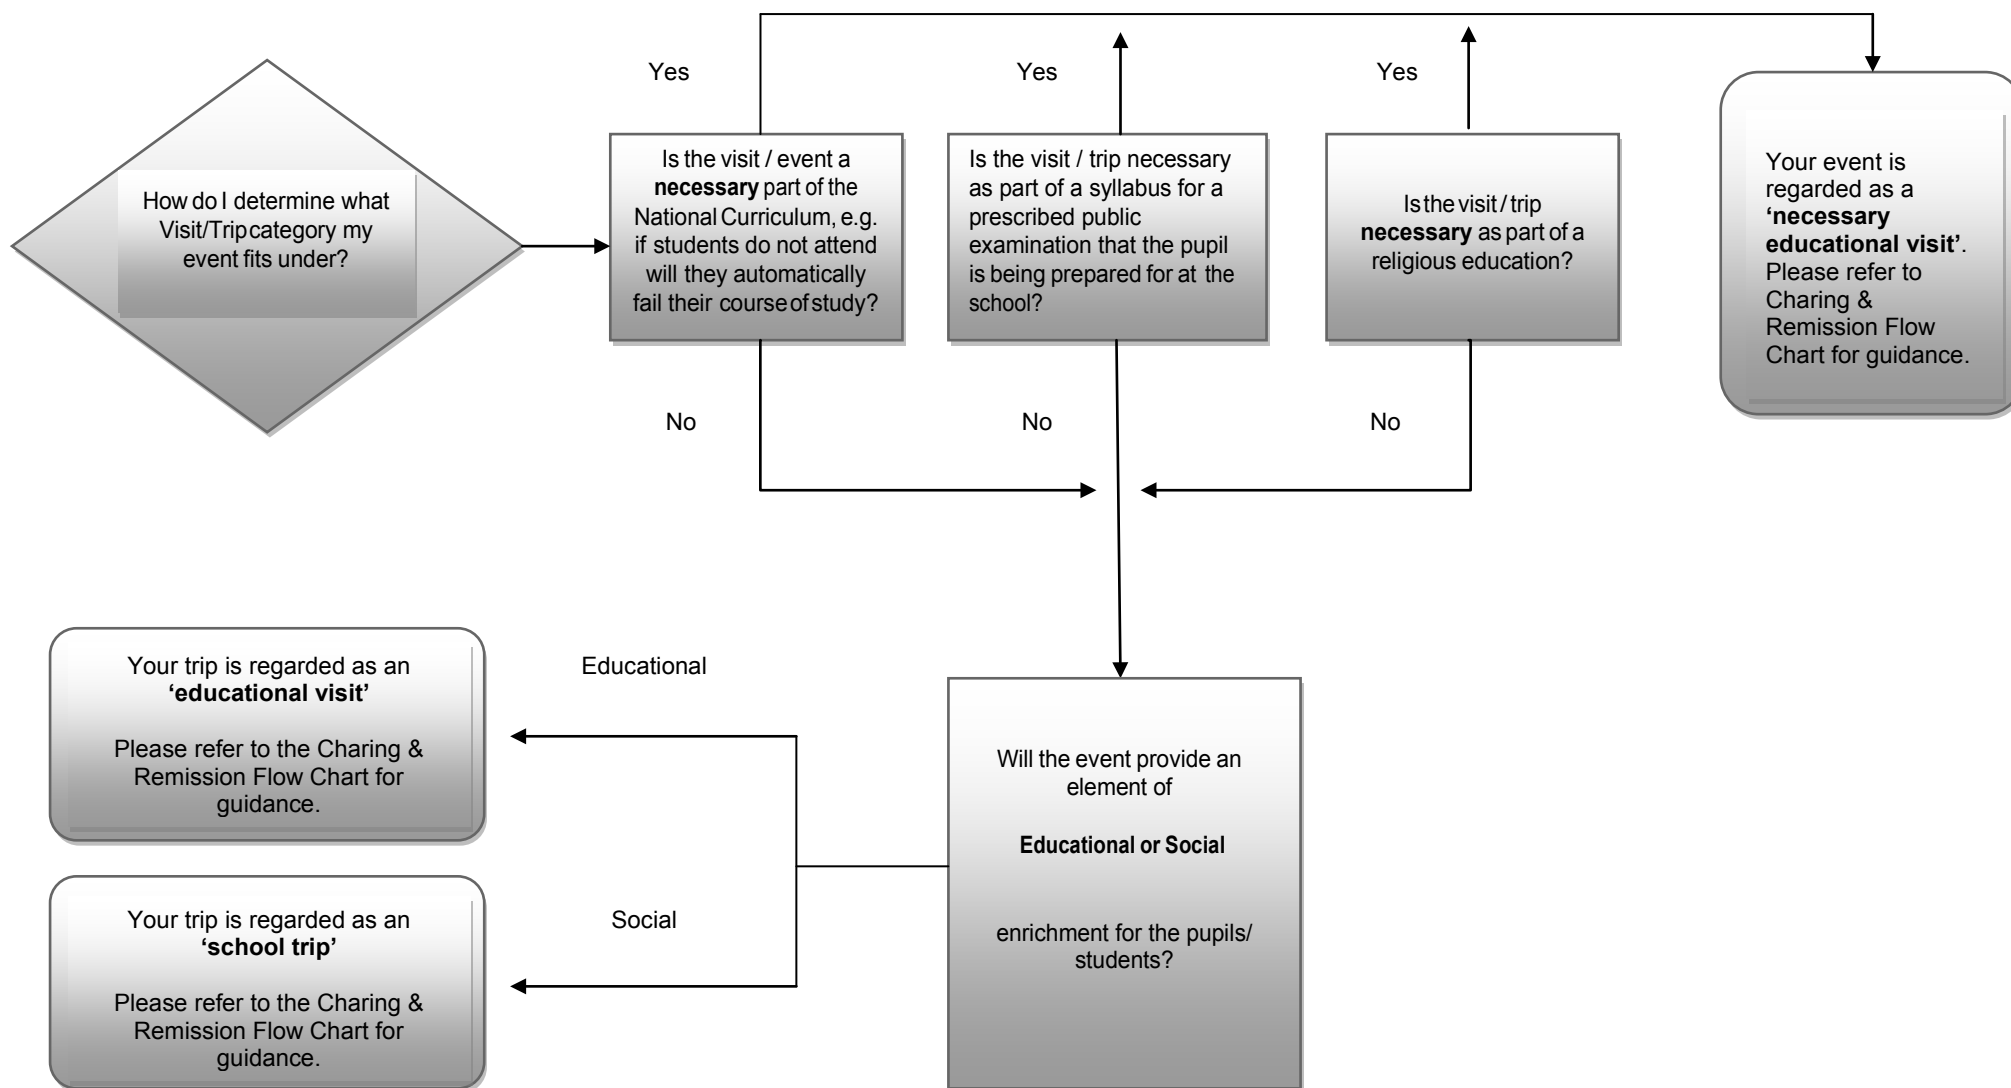 How do I determine what
Visit/Trip category my
event fits under?
Yes
Is the visit / event a
necessary part of the
National Curriculum, e.g.
if students do not attend
will they automatically
fail their course of study?
No
Yes
Is the visit / trip necessary
as part of a syllabus for a
prescribed public
examination that the pupil
is being prepared for at the
school?
No
Yes
Is the visit / trip
necessary as part of a
religious education?
No
Your event is
regarded as a
‘necessary
educational visit’.
Please refer to
Charing &
Remission Flow
Chart for guidance.
Will the event provide an
element of
Educational or Social
enrichment for the pupils/
students?
Educational
Your trip is regarded as an
‘educational visit’
Please refer to the Charing &
Remission Flow Chart for
guidance.
Social
Your trip is regarded as an
‘school trip’
Please refer to the Charing &
Remission Flow Chart for
guidance.